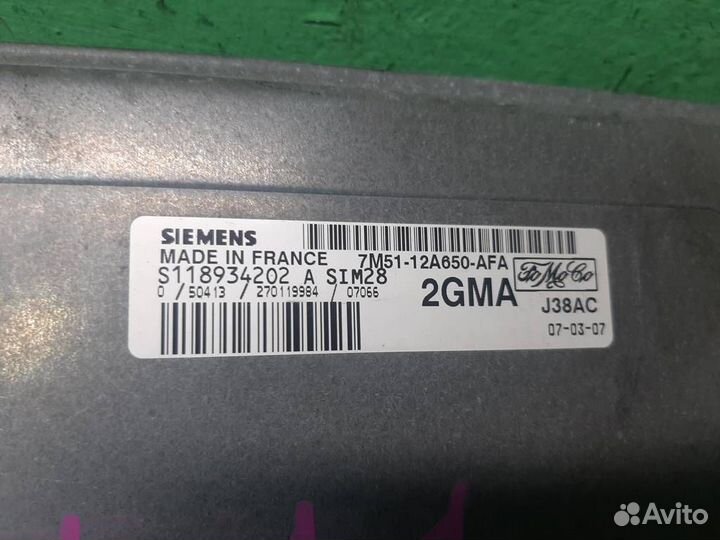 SIEMENS
MADE IN FRANCE 7M51-12A650-AFA
S118934202 A SIM28
0 / 50413 / 270119984 / 07066
2GMA
FoMoCo
J38AC
07-03-07
Avito